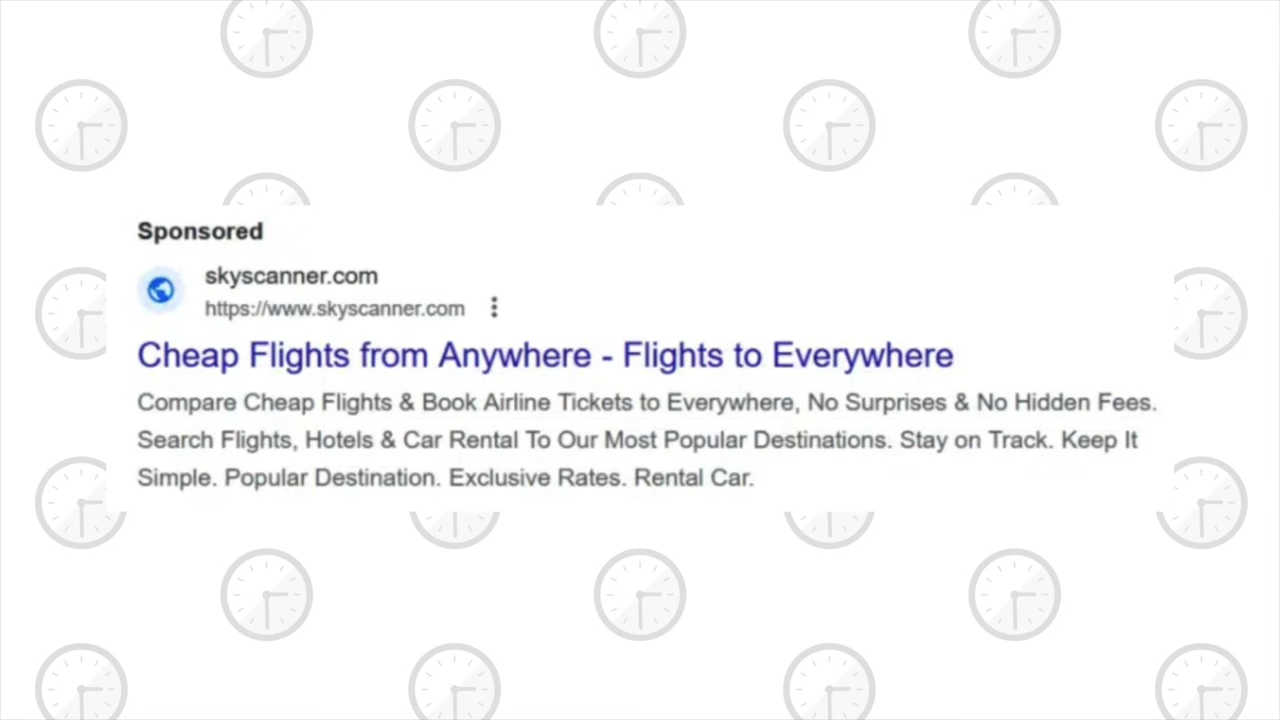 Sponsored
skyscanner.com
https://www.skyscanner.com
Cheap Flights from Anywhere - Flights to Everywhere
Compare Cheap Flights & Book Airline Tickets to Everywhere, No Surprises & No Hidden Fees.
Search Flights, Hotels & Car Rental To Our Most Popular Destinations. Stay on Track. Keep It
Simple. Popular Destination. Exclusive Rates. Rental Car.